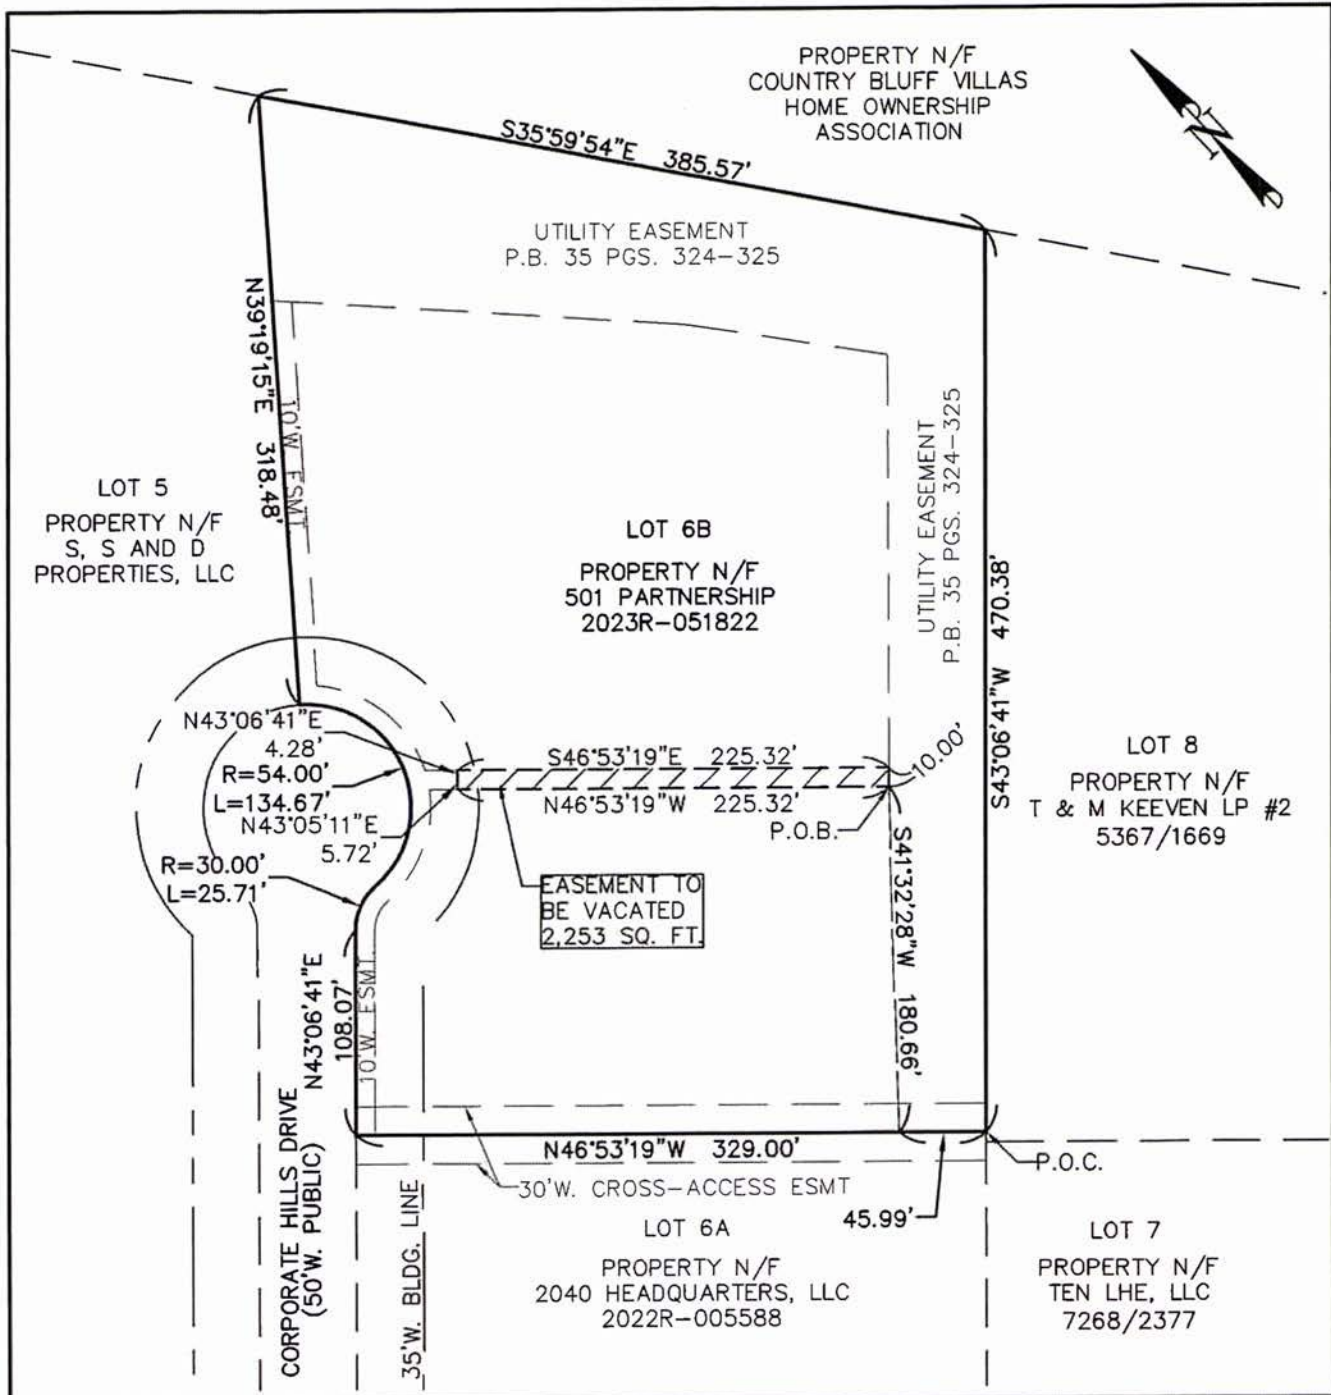 PROPERTY N/F
COUNTRY BLUFF VILLAS
HOME OWNERSHIP
ASSOCIATION
N
S35°59'54"E 385.57'
UTILITY EASEMENT
P.B. 35 PGS. 324-325
N39°19'15"E 318.48'
10'W ESMT.
LOT 5
PROPERTY N/F
S, S AND D
PROPERTIES, LLC
LOT 6B
PROPERTY N/F
501 PARTNERSHIP
2023R-051822
UTILITY EASEMENT
P.B. 35 PGS. 324-325
S43°06'41"W 470.38'
N43°06'41"E
4.28'
R=54.00'
L=134.67'
N43°05'11"E
5.72'
R=30.00'
L=25.71'
S46°53'19"E 225.32'
N46°53'19"W 225.32'
10.00'
P.O.B.
LOT 8
PROPERTY N/F
T & M KEEVEN LP #2
5367/1669
EASEMENT TO
BE VACATED
2,253 SQ. FT.
S41°32'28"W 180.66'
N43°06'41"E
108.07'
10'W. ESMT.
CORPORATE HILLS DRIVE
(50'W. PUBLIC)
35'W. BLDG. LINE
N46°53'19"W 329.00'
P.O.C.
30'W. CROSS-ACCESS ESMT
45.99'
LOT 6A
PROPERTY N/F
2040 HEADQUARTERS, LLC
2022R-005588
LOT 7
PROPERTY N/F
TEN LHE, LLC
7268/2377